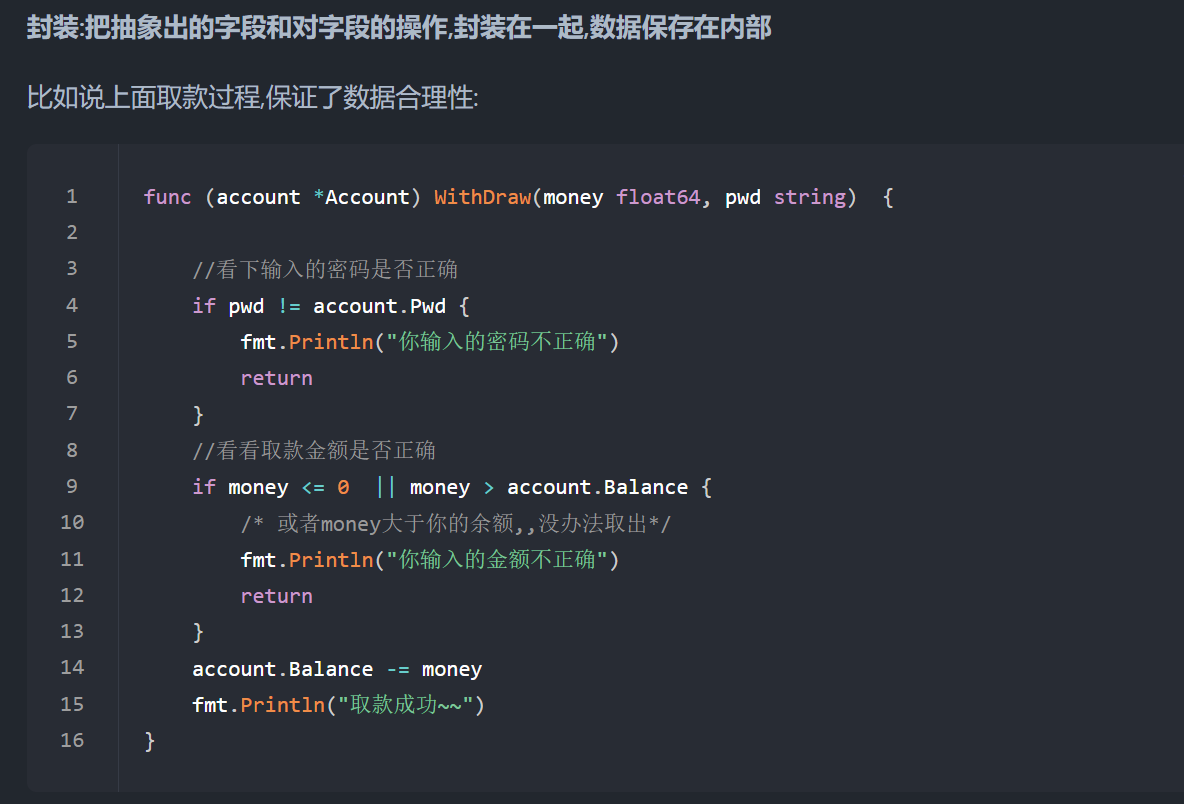 封装:把抽象出的字段和对字段的操作,封装在一起,数据保存在内部
比如说上面取款过程,保证了数据合理性:
1 func (account *Account) WithDraw(money float64, pwd string)  {
2
3     //看下输入的密码是否正确
4     if pwd != account.Pwd {
5         fmt.Println("你输入的密码不正确")
6         return
7     }
8     //看看取款金额是否正确
9     if money <= 0  || money > account.Balance {
10         /* 或者money大于你的余额,,没办法取出*/
11         fmt.Println("你输入的金额不正确")
12         return
13     }
14     account.Balance -= money
15     fmt.Println("取款成功~~")
16 }